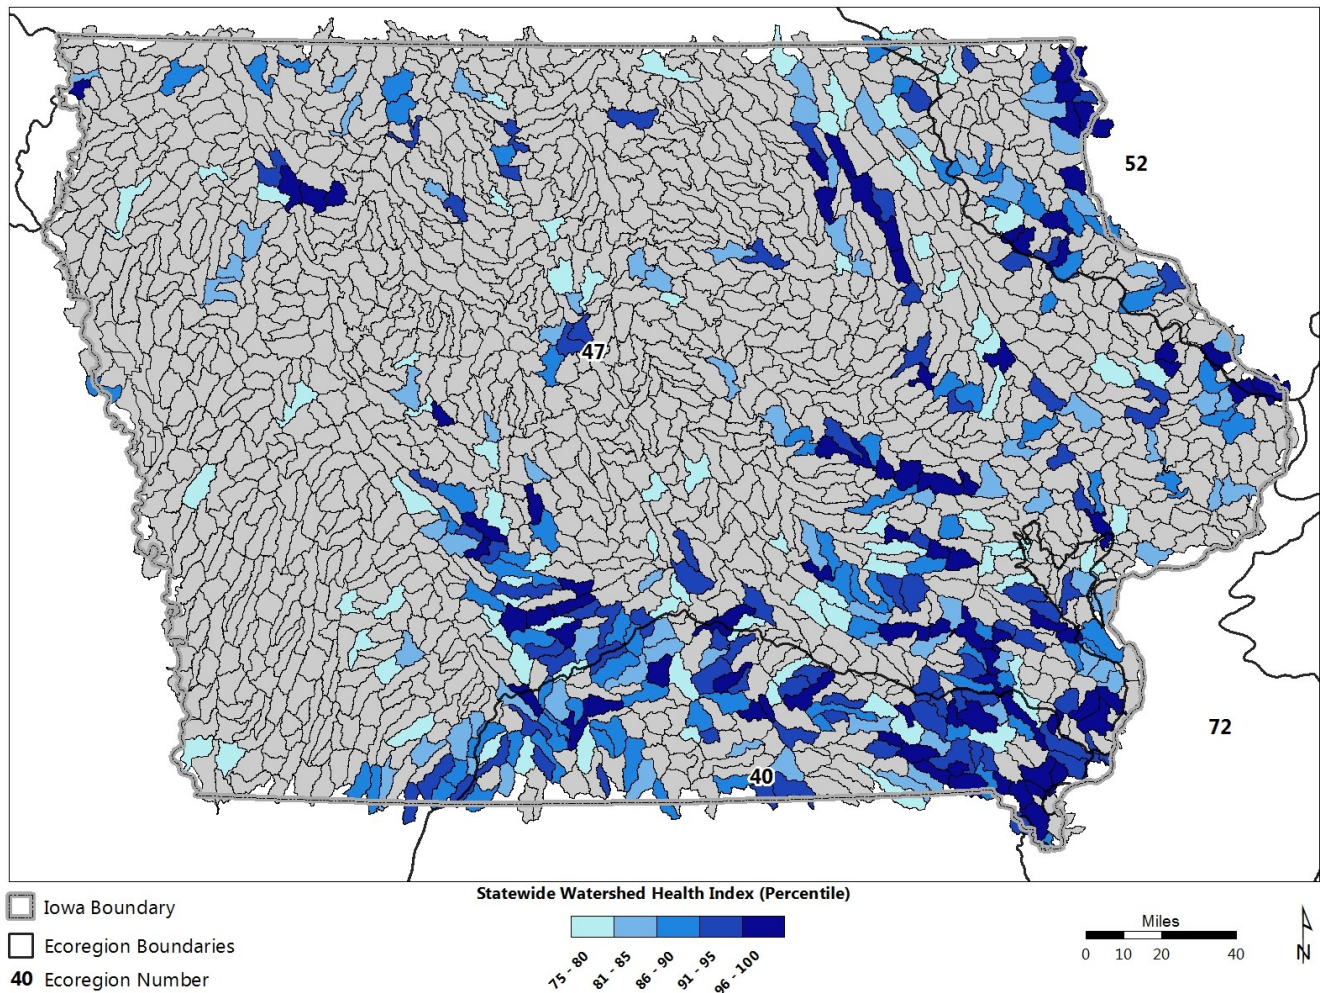 52
47
72
40
Statewide Watershed Health Index (Percentile)
75 - 80
81 - 85
86 - 90
91 - 95
96 - 100
Iowa Boundary
Ecoregion Boundaries
40 Ecoregion Number
Miles
0 10 20 40
N